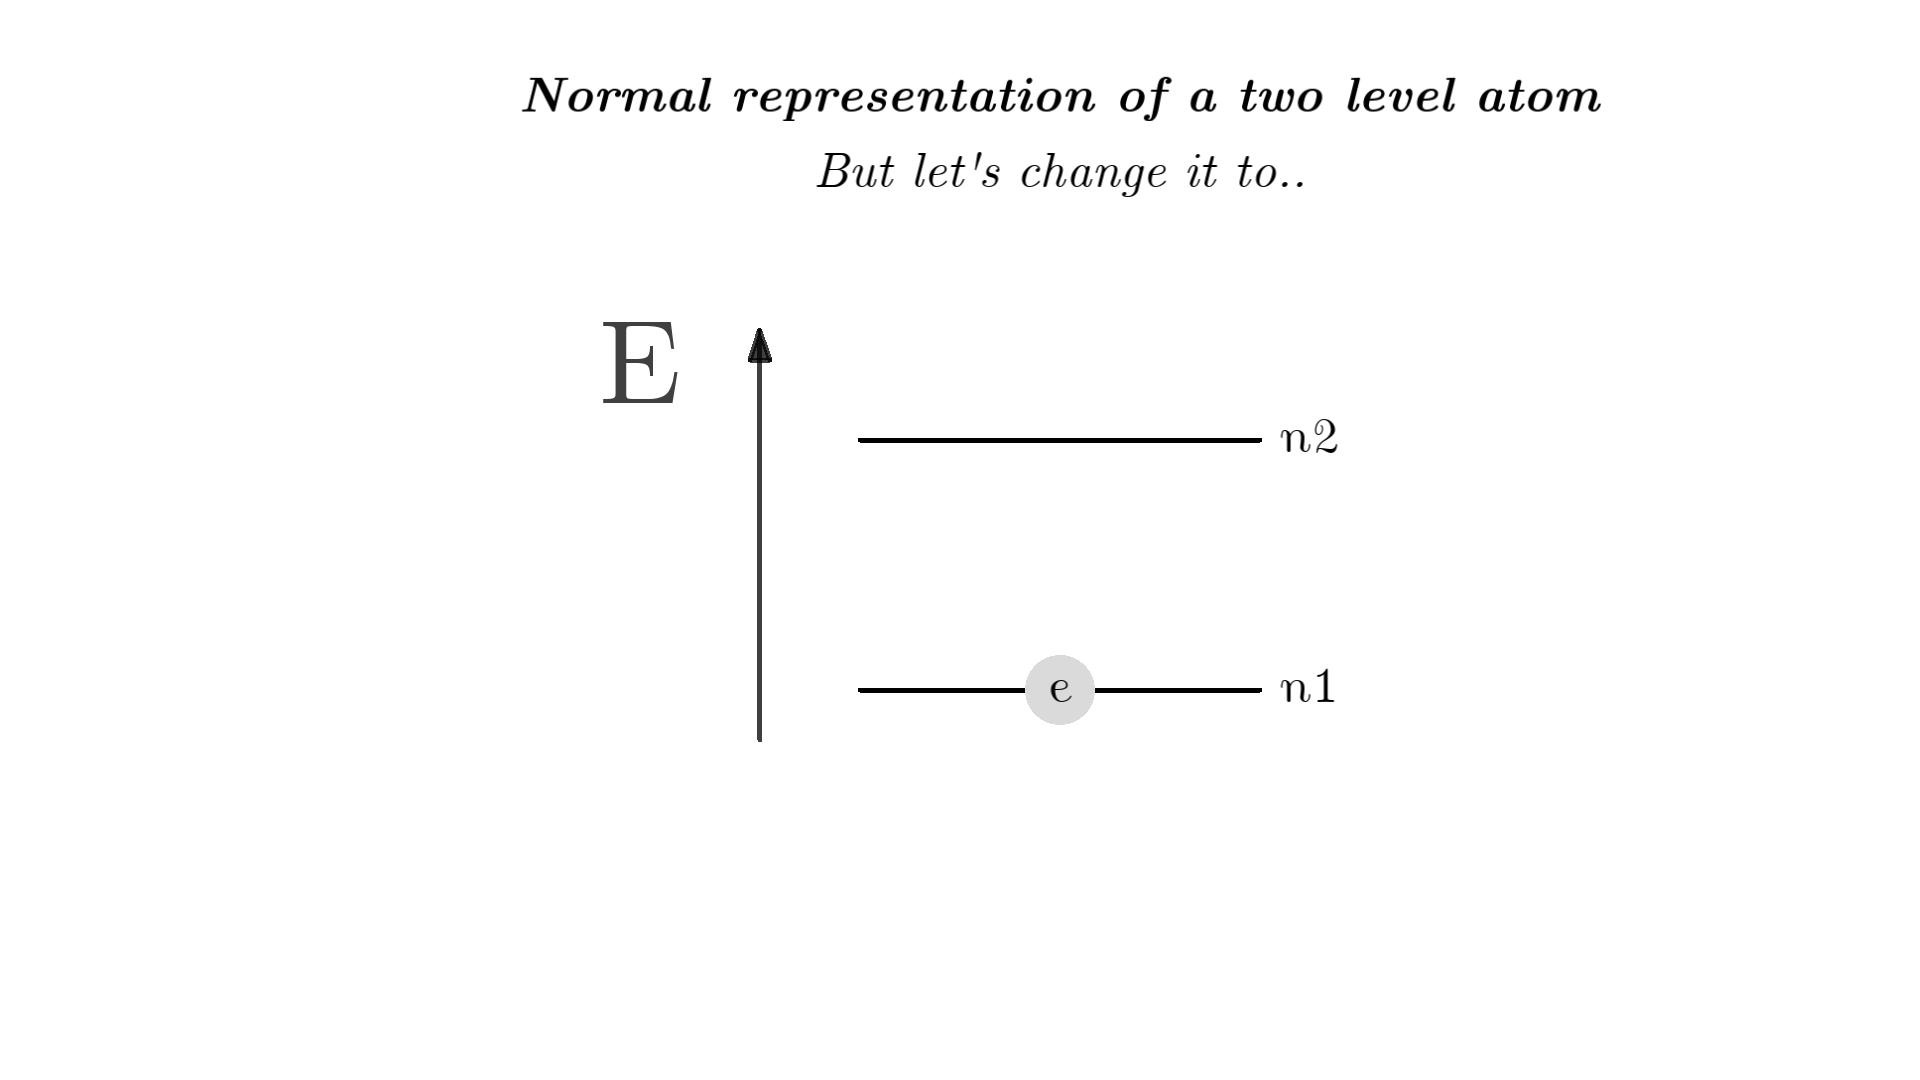 Normal representation of a two level atom
But let's change it to..
E
n2
e
n1